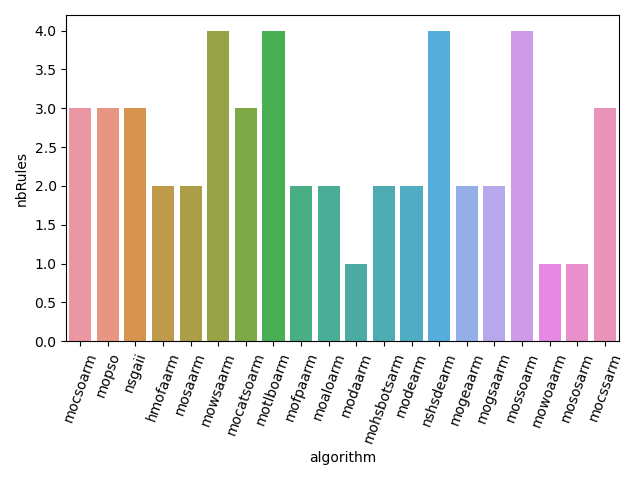 4.0
3.5
3.0
2.5
2.0
1.5
1.0
0.5
0.0
nbRules
mocsoarm
mopso
nsgaii
hmofaarm
mosaarm
mowsaarm
mocatsoarm
motlboarm
mofpaarm
moaloarm
modaarm
mohsbotsarm
modearm
nshsdearm
mogeaarm
mogsaarm
mossoarm
mowoaarm
mososarm
mocssarm
algorithm